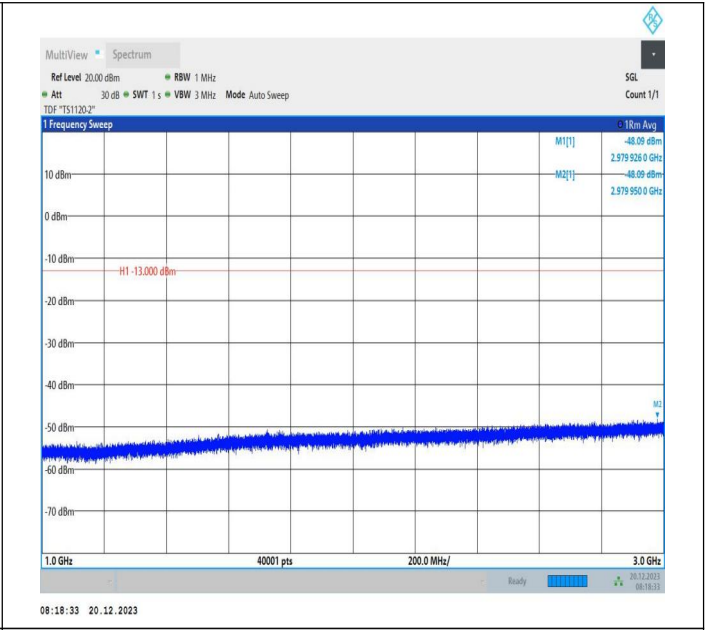 MultiView Spectrum
Ref Level 20.00 dBm RBW 1 MHz SGL
Att 30 dB SWT 1 s VBW 3 MHz Mode Auto Sweep Count 1/1
TDF "TS1120-2"
1 Frequency Sweep 1Rm Avg
M1[1] -48.09 dBm
2.979 926 0 GHz
10 dBm M2[1] -48.09 dBm
2.979 950 0 GHz
0 dBm
-10 dBm
H1 -13.000 dBm
-20 dBm
-30 dBm
-40 dBm
M2
-50 dBm
-60 dBm
-70 dBm
1.0 GHz 40001 pts 200.0 MHz/ 3.0 GHz
Ready 20.12.2023
08:18:33
08:18:33 20.12.2023